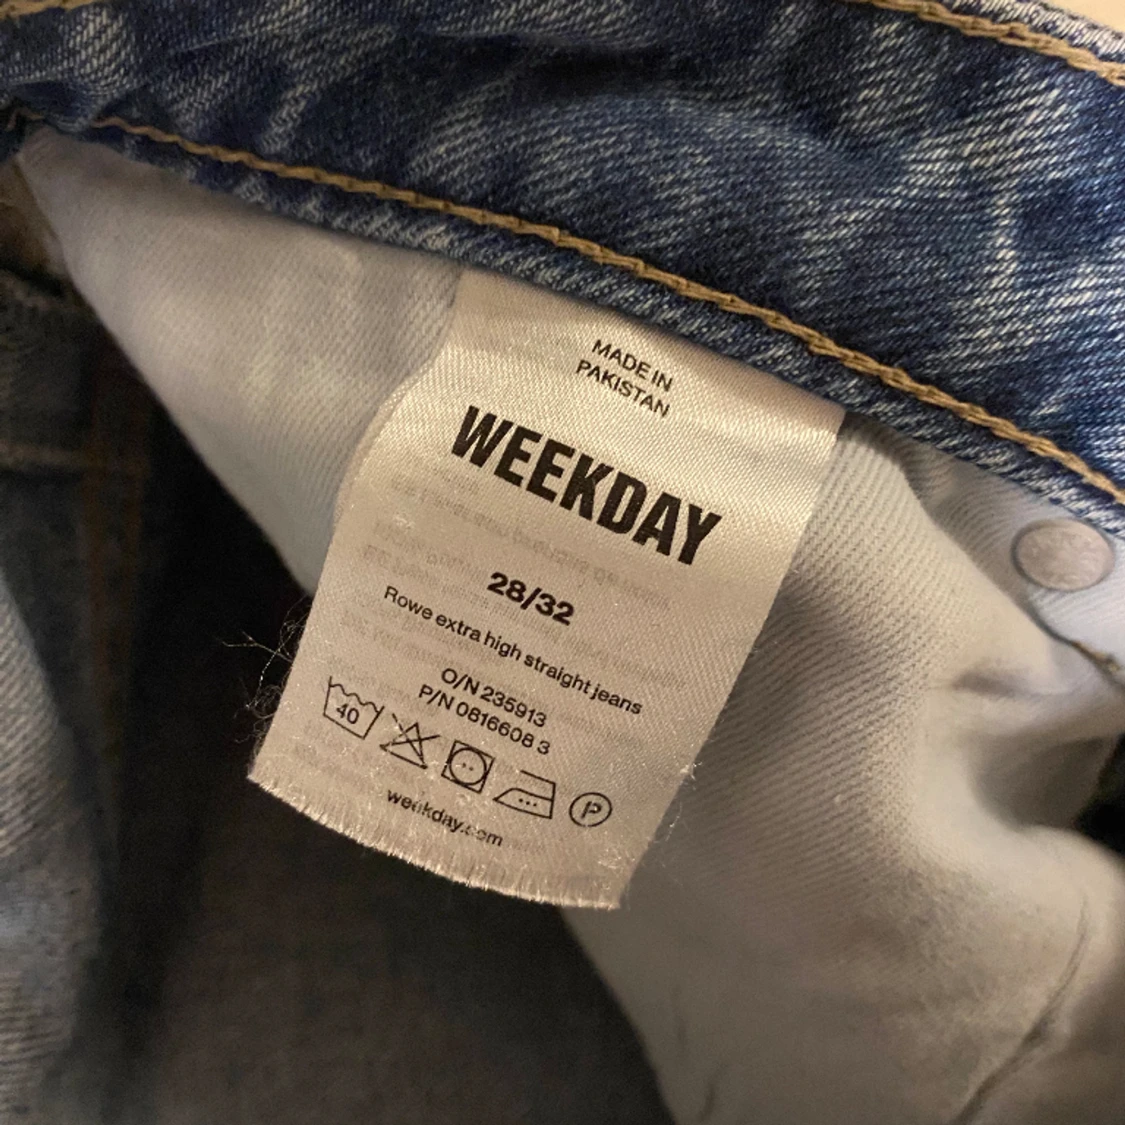 MADE IN
PAKISTAN
WEEKDAY
28/32
Rowe extra high straight jeans
O/N 235913
P/N 0816608 3
40
P
weekday.com